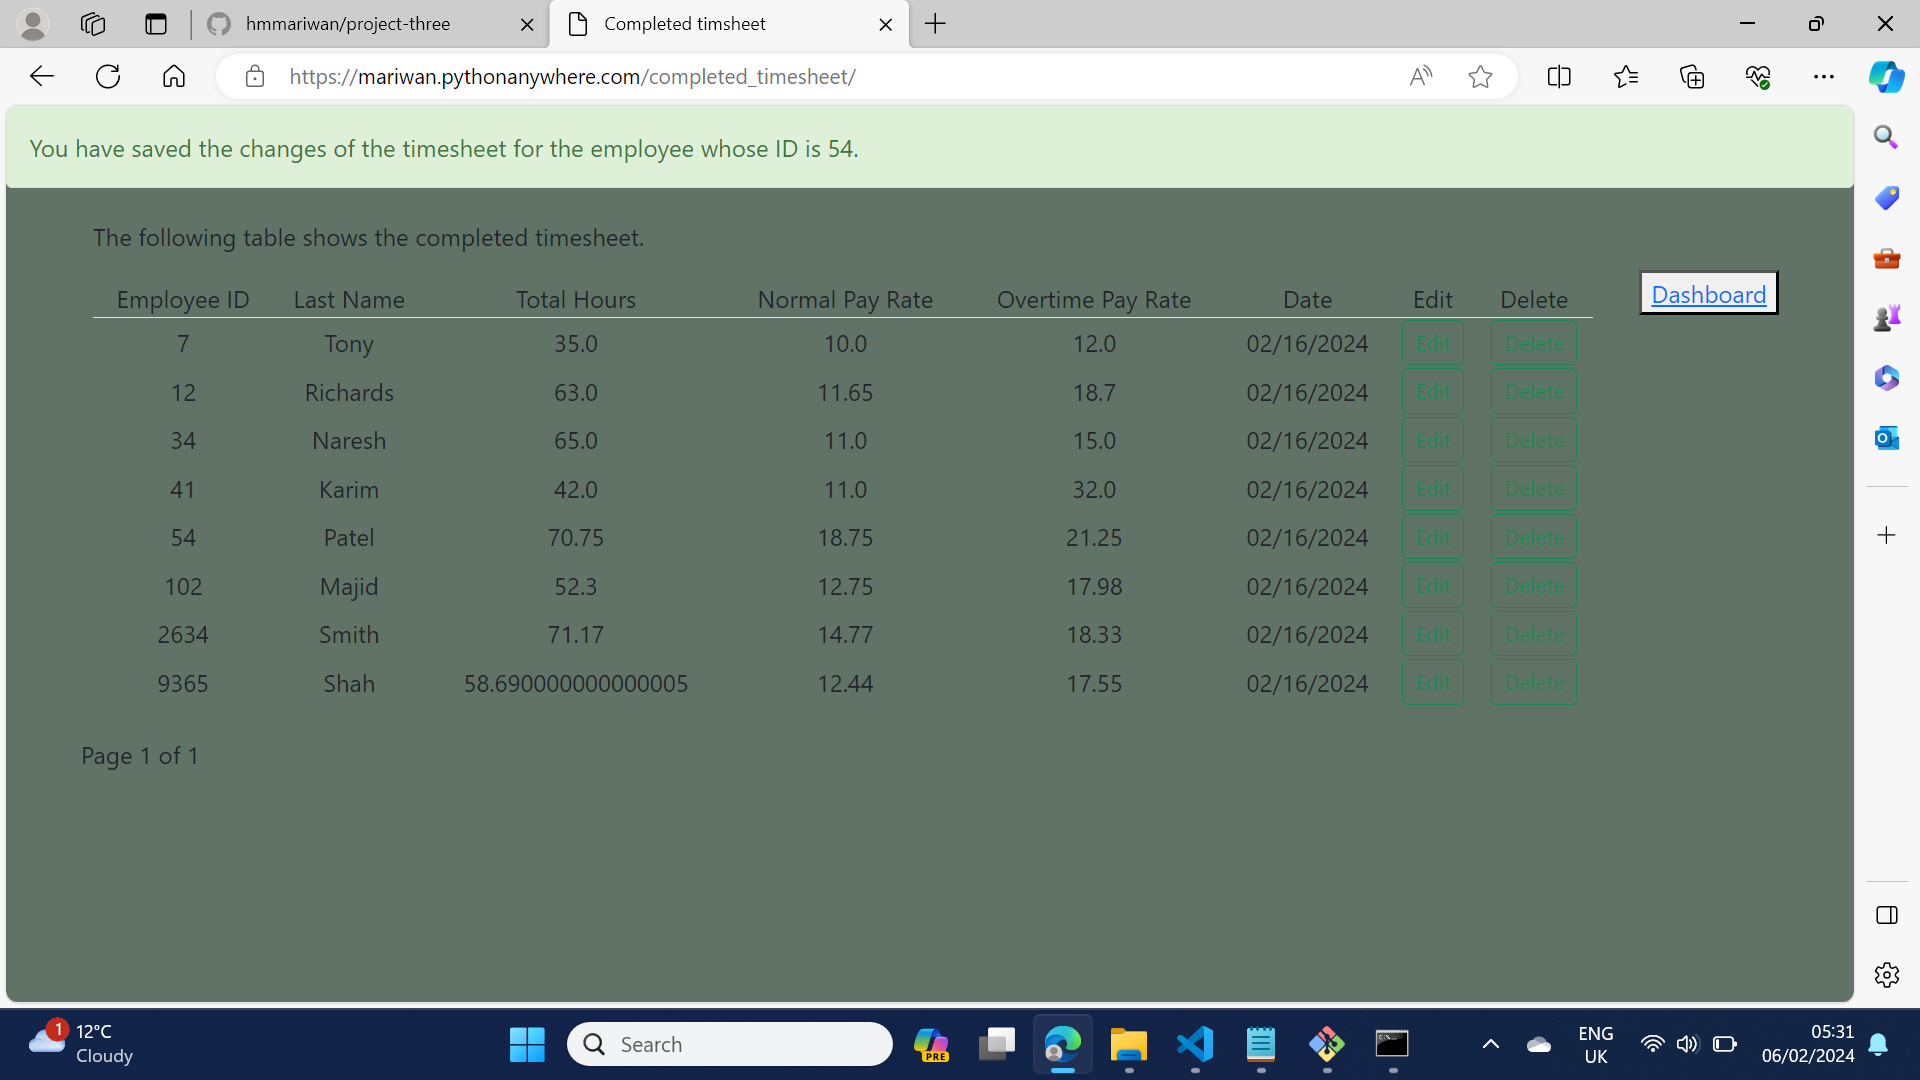 hmmariwan/project-three
Completed timsheet
https://mariwan.pythonanywhere.com/completed_timesheet/
You have saved the changes of the timesheet for the employee whose ID is 54.
The following table shows the completed timesheet.
Employee ID Last Name Total Hours Normal Pay Rate Overtime Pay Rate Date Edit Delete
Dashboard
7 Tony 35.0 10.0 12.0 02/16/2024 Edit Delete
12 Richards 63.0 11.65 18.7 02/16/2024 Edit Delete
34 Naresh 65.0 11.0 15.0 02/16/2024 Edit Delete
41 Karim 42.0 11.0 32.0 02/16/2024 Edit Delete
54 Patel 70.75 18.75 21.25 02/16/2024 Edit Delete
102 Majid 52.3 12.75 17.98 02/16/2024 Edit Delete
2634 Smith 71.17 14.77 18.33 02/16/2024 Edit Delete
9365 Shah 58.690000000000005 12.44 17.55 02/16/2024 Edit Delete
Page 1 of 1
1
12°C
Cloudy
Search
PRE
ENG
UK
05:31
06/02/2024